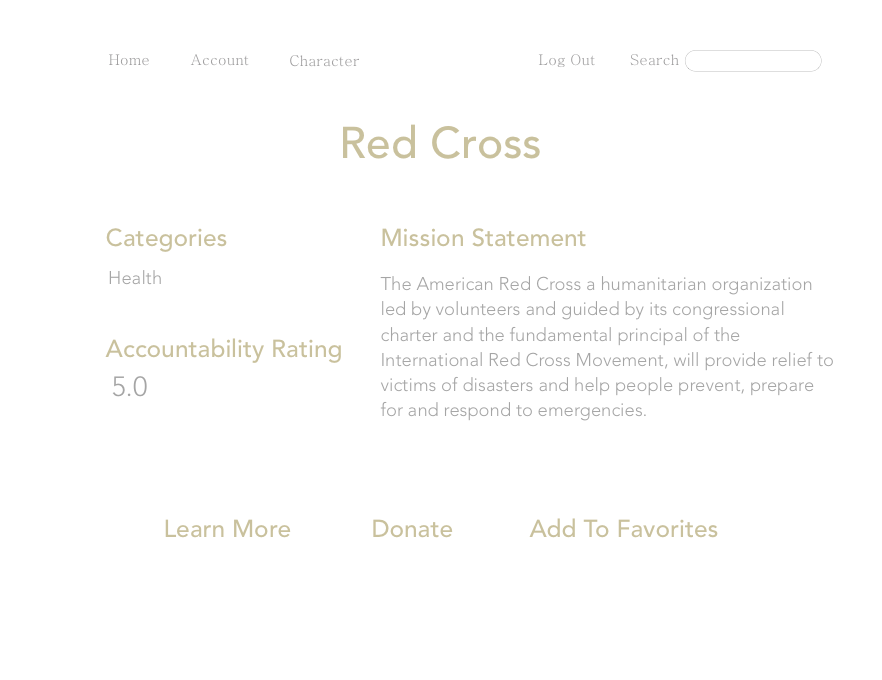 Home Account Character Log Out Search
Red Cross
Categories
Health
Accountability Rating
5.0
Mission Statement
The American Red Cross a humanitarian organization
led by volunteers and guided by its congressional
charter and the fundamental principal of the
International Red Cross Movement, will provide relief to
victims of disasters and help people prevent, prepare
for and respond to emergencies.
Learn More Donate Add To Favorites